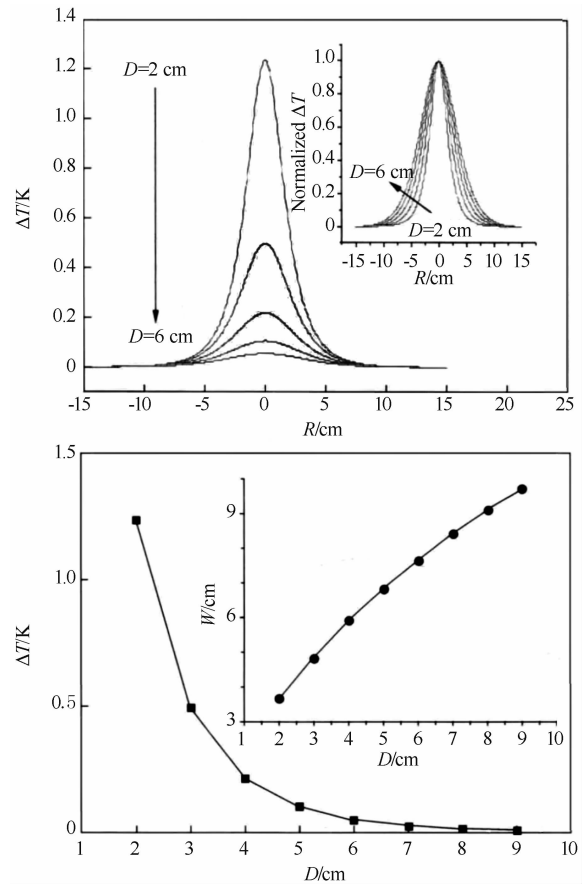 1.4
1.2
1.0
0.8
0.6
0.4
0.2
0
ΔT/K
D=2 cm
D=6 cm
-15 -10 -5 0 5 10 15 20 25
R/cm
1.0
0.8
0.6
0.4
0.2
0
Normalized ΔT
D=6 cm
D=2 cm
-15 -10 -5 0 5 10 15
R/cm
1.5
1.0
0.5
0
ΔT/K
1 2 3 4 5 6 7 8 9 10
D/cm
9
6
3
W/cm
1 2 3 4 5 6 7 8 9 10
D/cm